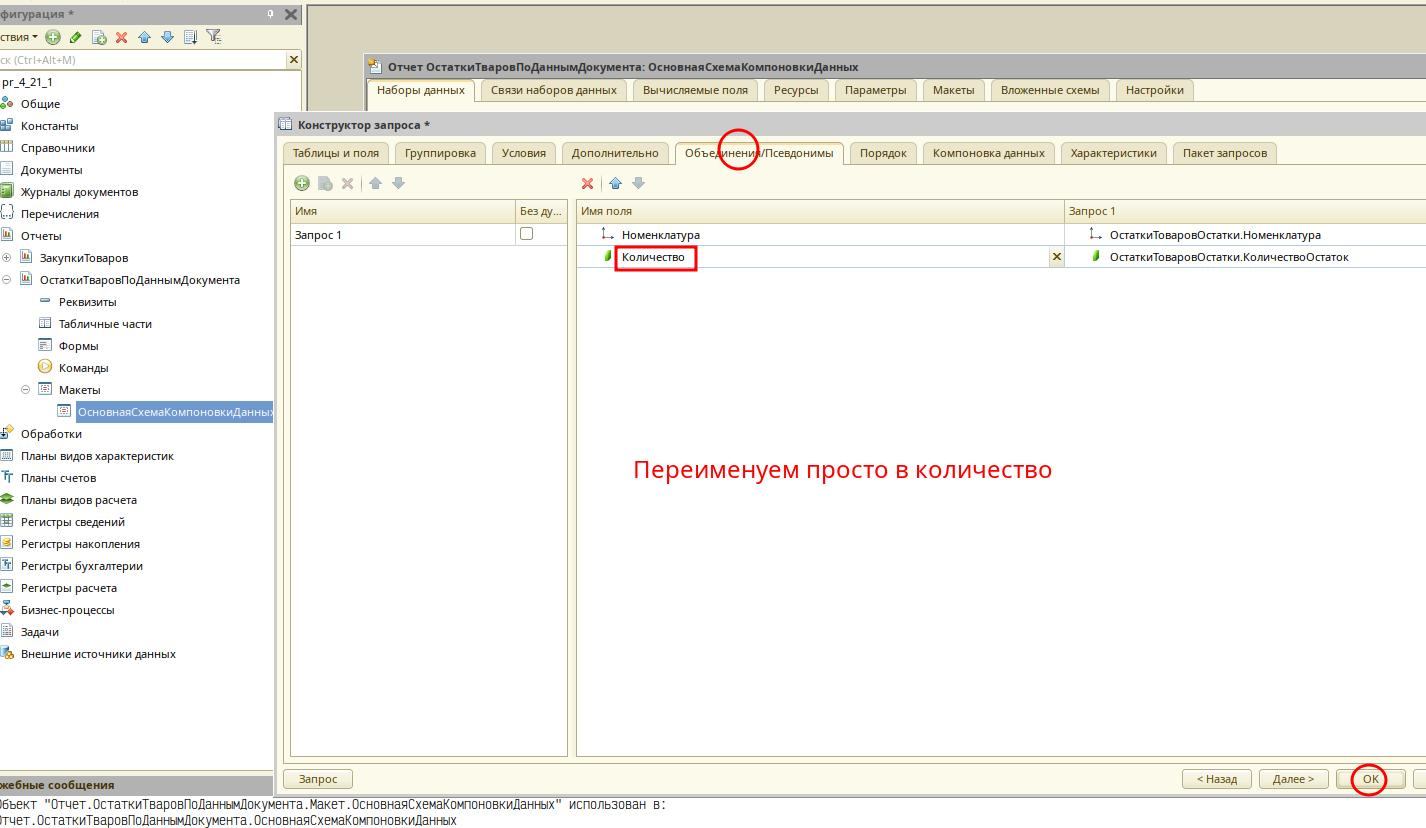 фигурация *
ствия
ск (Ctrl+Alt+M)
pr_4_21_1
Общие
Константы
Справочники
Документы
Журналы документов
Перечисления
Отчеты
ЗакупкиТоваров
ОстаткиТваровПоДаннымДокумента
Реквизиты
Табличные части
Формы
Команды
Макеты
ОсновнаяСхемаКомпоновкиДанных
Обработки
Планы видов характеристик
Планы счетов
Планы видов расчета
Регистры сведений
Регистры накопления
Регистры бухгалтерии
Регистры расчета
Бизнес-процессы
Задачи
Внешние источники данных
Отчет ОстаткиТваровПоДаннымДокумента: ОсновнаяСхемаКомпоновкиДанных
Наборы данных Связи наборов данных Вычисляемые поля Ресурсы Параметры Макеты Вложенные схемы Настройки
Конструктор запроса *
Таблицы и поля Группировка Условия Дополнительно Объединения/Псевдонимы Порядок Компоновка данных Характеристики Пакет запросов
Имя Без ду... Имя поля Запрос 1
Запрос 1 Номенклатура ОстаткиТоваровОстатки.Номенклатура
Количество ОстаткиТоваровОстатки.КоличествоОстаток
Переименуем просто в количество
Запрос < Назад Далее > OK
жебные сообщения
Объект "Отчет.ОстаткиТваровПоДаннымДокумента.Макет.ОсновнаяСхемаКомпоновкиДанных" использован в:
Отчет.ОстаткиТваровПоДаннымДокумента.ОсновнаяСхемаКомпоновкиДанных